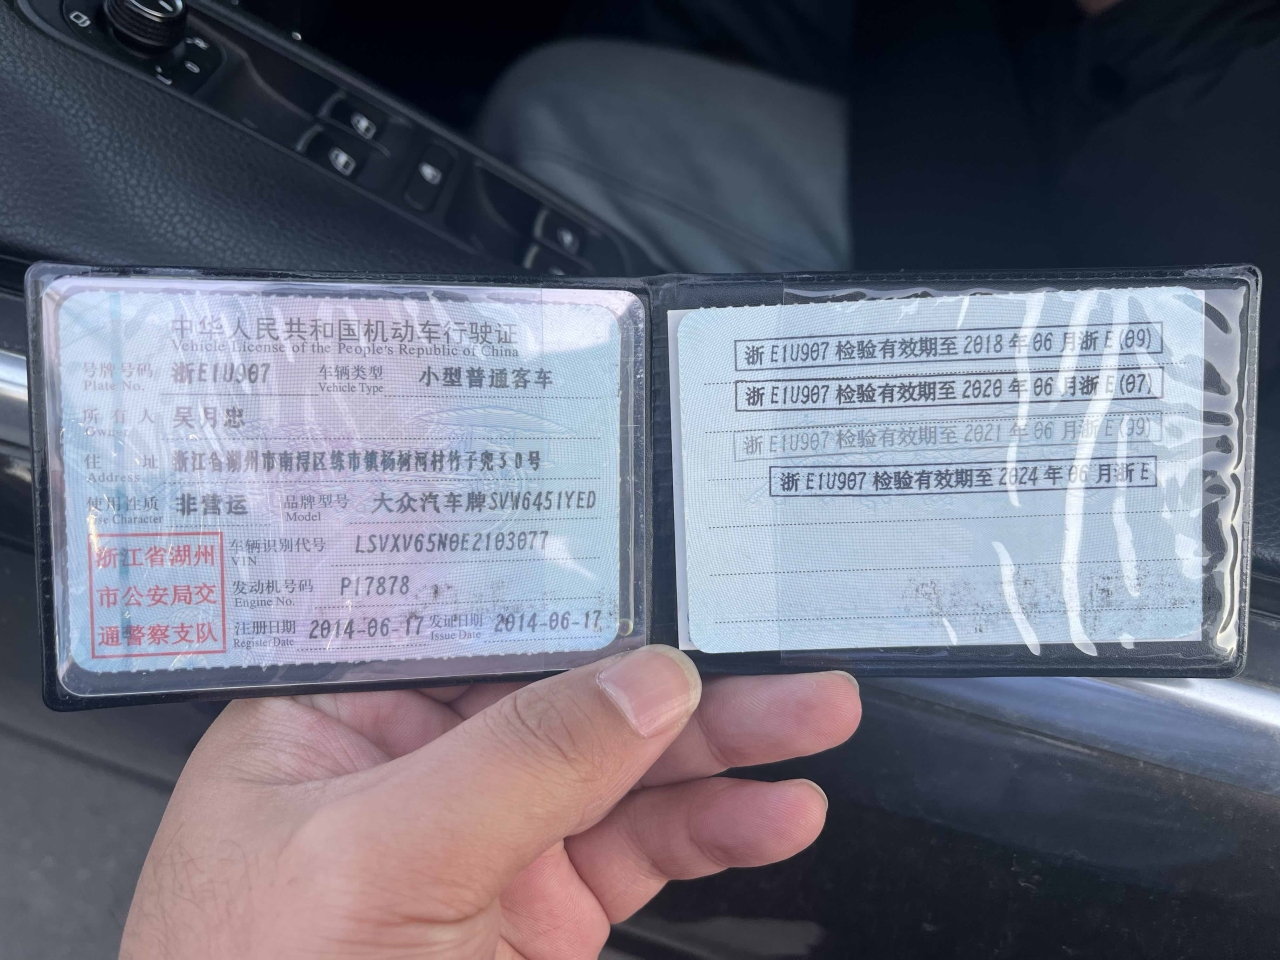 中华人民共和国机动车行驶证
Vehicle License of the People's Republic of China
号牌号码 浙E1U907 车辆类型 小型普通客车
Plate No. Vehicle Type
所有人 吴月忠
Owner
住址 浙江省湖州市南浔区练市镇杨树河村竹子兜30号
Address
使用性质 非营运 品牌型号 大众汽车牌SVW6451YED
Use Character Model
浙江省湖州
市公安局交
通警察支队
车辆识别代号 LSVXV65N0E2103077
VIN
发动机号码 P17878
Engine No.
注册日期 2014-06-17 发证日期 2014-06-17
Register Date Issue Date
浙E1U907检验有效期至2018年06月浙E(09)
浙E1U907检验有效期至2020年06月浙E(07)
浙E1U907检验有效期至2021年06月浙E(99)
浙E1U907检验有效期至2024年06月浙E